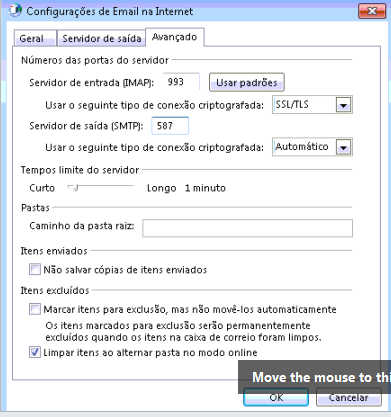 Configurações de Email na Internet
Geral Servidor de saída Avançado
Números das portas do servidor
Servidor de entrada (IMAP): 993 Usar padrões
Usar o seguinte tipo de conexão criptografada: SSL/TLS
Servidor de saída (SMTP): 587
Usar o seguinte tipo de conexão criptografada: Automático
Tempos limite do servidor
Curto Longo 1 minuto
Pastas
Caminho da pasta raiz:
Itens enviados
Não salvar cópias de itens enviados
Itens excluídos
Marcar itens para exclusão, mas não movê-los automaticamente
Os itens marcados para exclusão serão permanentemente
excluídos quando os itens na caixa de correio foram limpos.
Limpar itens ao alternar pasta no modo online
Move the mouse to thi
OK Cancelar